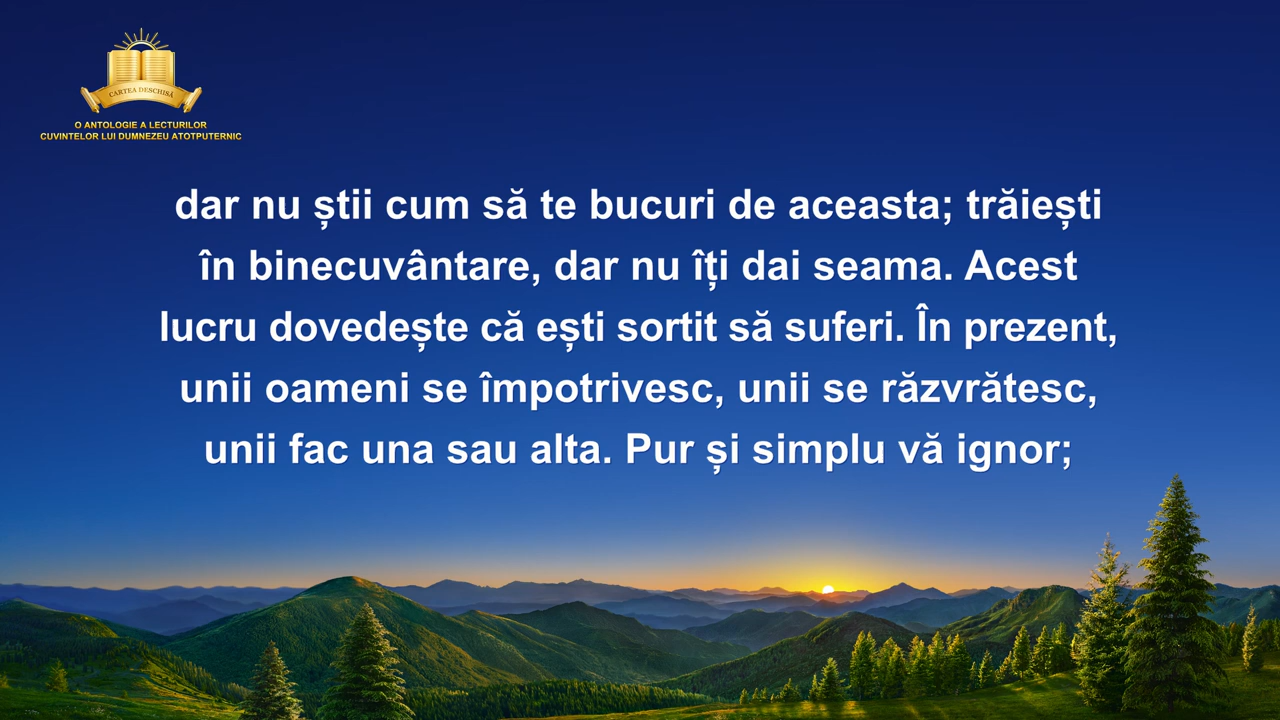 CARTEA DESCHISĂ
O ANTOLOGIE A LECTURILOR
CUVINTELOR LUI DUMNEZEU ATOTPUTERNIC
dar nu știi cum să te bucuri de aceasta; trăiești
în binecuvântare, dar nu îți dai seama. Acest
lucru dovedește că ești sortit să suferi. În prezent,
unii oameni se împotrivesc, unii se răzvrătesc,
unii fac una sau alta. Pur și simplu vă ignor;